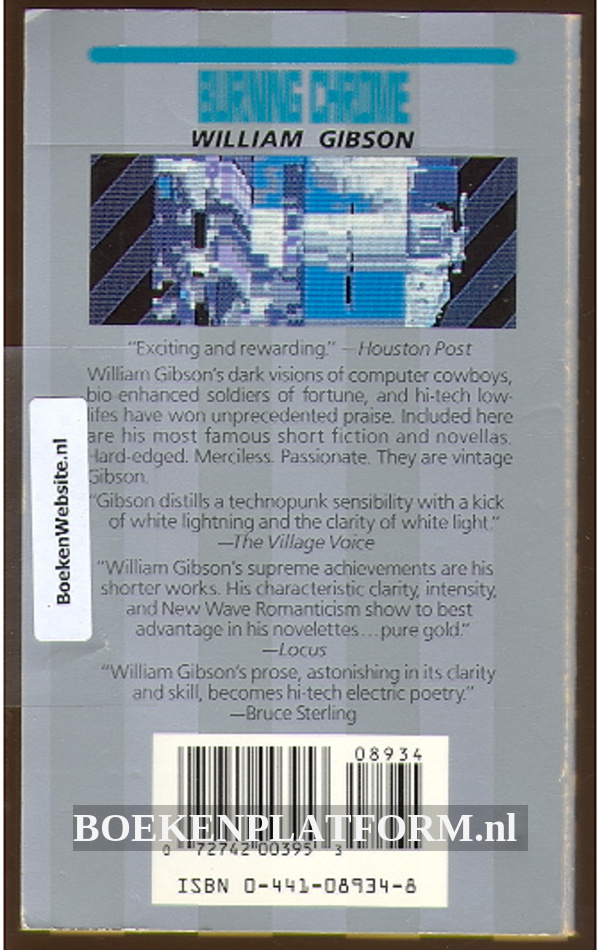 BURNING CHROME
WILLIAM GIBSON
"Exciting and rewarding." —Houston Post
William Gibson's dark visions of computer cowboys,
bio-enhanced soldiers of fortune, and hi-tech low-
lifes have won unprecedented praise. Included here
are his most famous short fiction and novellas.
Hard-edged. Merciless. Passionate. They are vintage
Gibson.
"Gibson distills a technopunk sensibility with a kick
of white lightning and the clarity of white light."
—The Village Voice
"William Gibson's supreme achievements are his
shorter works. His characteristic clarity, intensity,
and New Wave Romanticism show to best
advantage in his novelettes...pure gold."
—Locus
"William Gibson's prose, astonishing in its clarity
and skill, becomes hi-tech electric poetry."
—Bruce Sterling
BoekenWebsite.nl
08934
BOEKENPLATFORM.nl
0 72742 00395 3
ISBN 0-441-08934-8